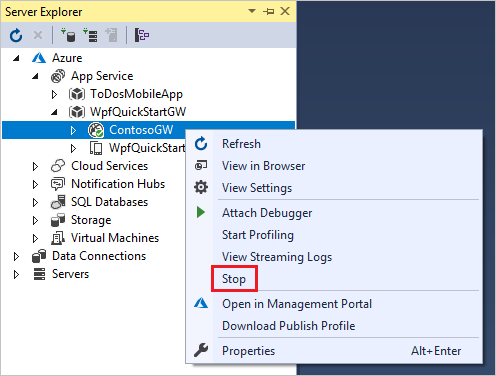 Server Explorer
Azure
App Service
ToDosMobileApp
WpfQuickStartGW
ContosoGW
WpfQuickStart
Cloud Services
Notification Hubs
SQL Databases
Storage
Virtual Machines
Data Connections
Servers
Refresh
View in Browser
View Settings
Attach Debugger
Start Profiling
View Streaming Logs
Stop
Open in Management Portal
Download Publish Profile
Properties Alt+Enter